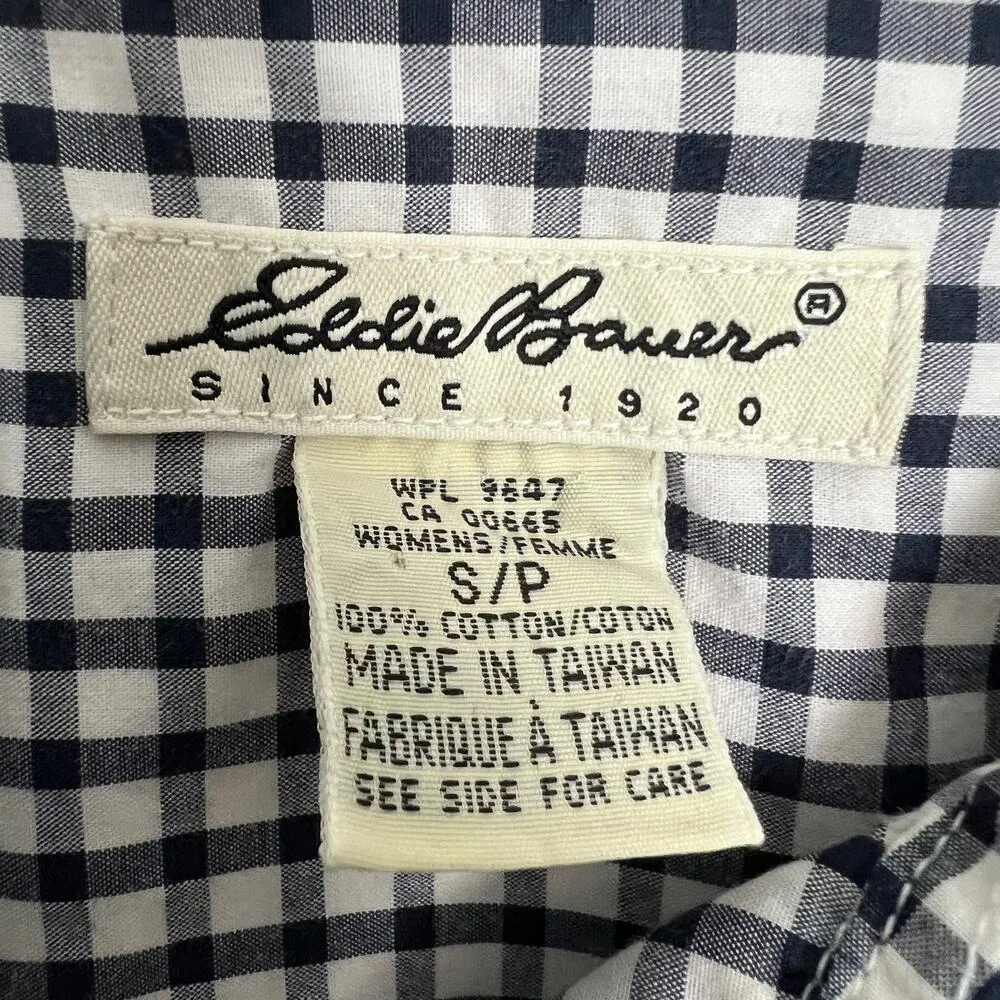 Eddie Bauer ®
SINCE 1920
WPL 9647
CA 00665
WOMENS/FEMME
S/P
100% COTTON/COTON
MADE IN TAIWAN
FABRIQUE À TAIWAN
SEE SIDE FOR CARE